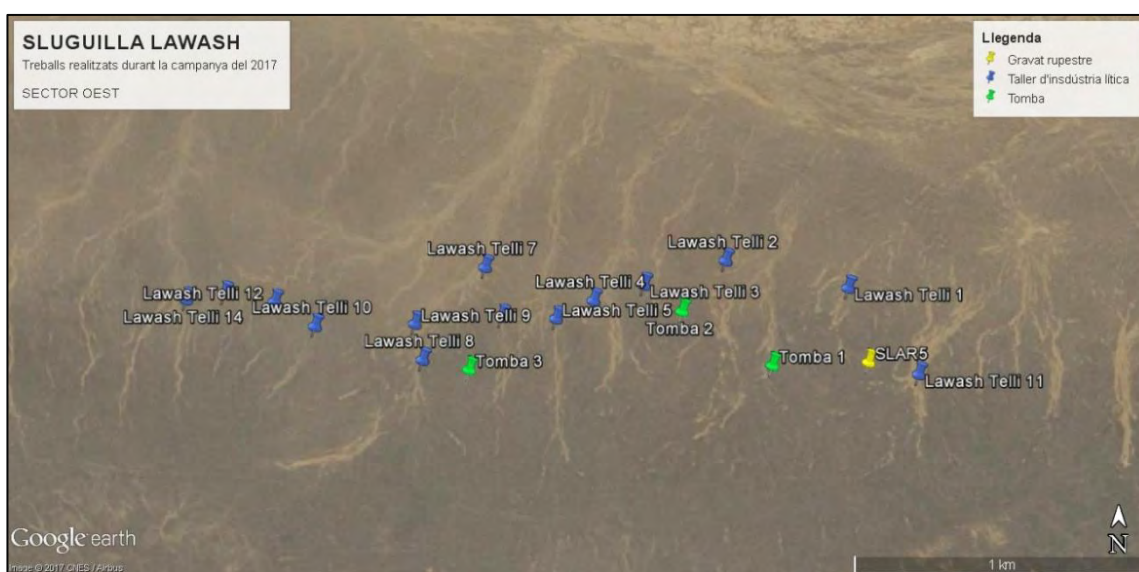 SLUGUILLA LAWASH
Treballs realitzats durant la campanya del 2017
SECTOR OEST
Llegenda
Gravat rupestre
Taller d'insdústria lítica
Tomba
Lawash Telli 2
Lawash Telli 7
Lawash Telli 4
Lawash Telli 3
Lawash Telli 1
Lawash Telli 12
Lawash Telli 10
Lawash Telli 14
Lawash Telli 9
Lawash Telli 5
Tomba 2
Lawash Telli 8
Tomba 3
Tomba 1
SLAR5
Lawash Telli 11
Google earth
Image © 2017 CNES / Airbus
N
1 km